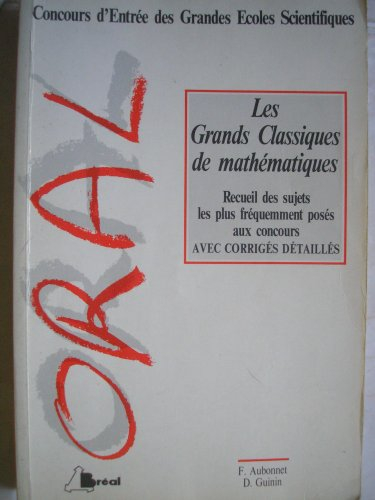 Concours d'Entrée des Grandes Ecoles Scientifiques
ORAL
Les
Grands Classiques
de mathématiques
Recueil des sujets
les plus fréquemment posés
aux concours
AVEC CORRIGÉS DÉTAILLÉS
Bréal
F. Aubonnet
D. Guinin